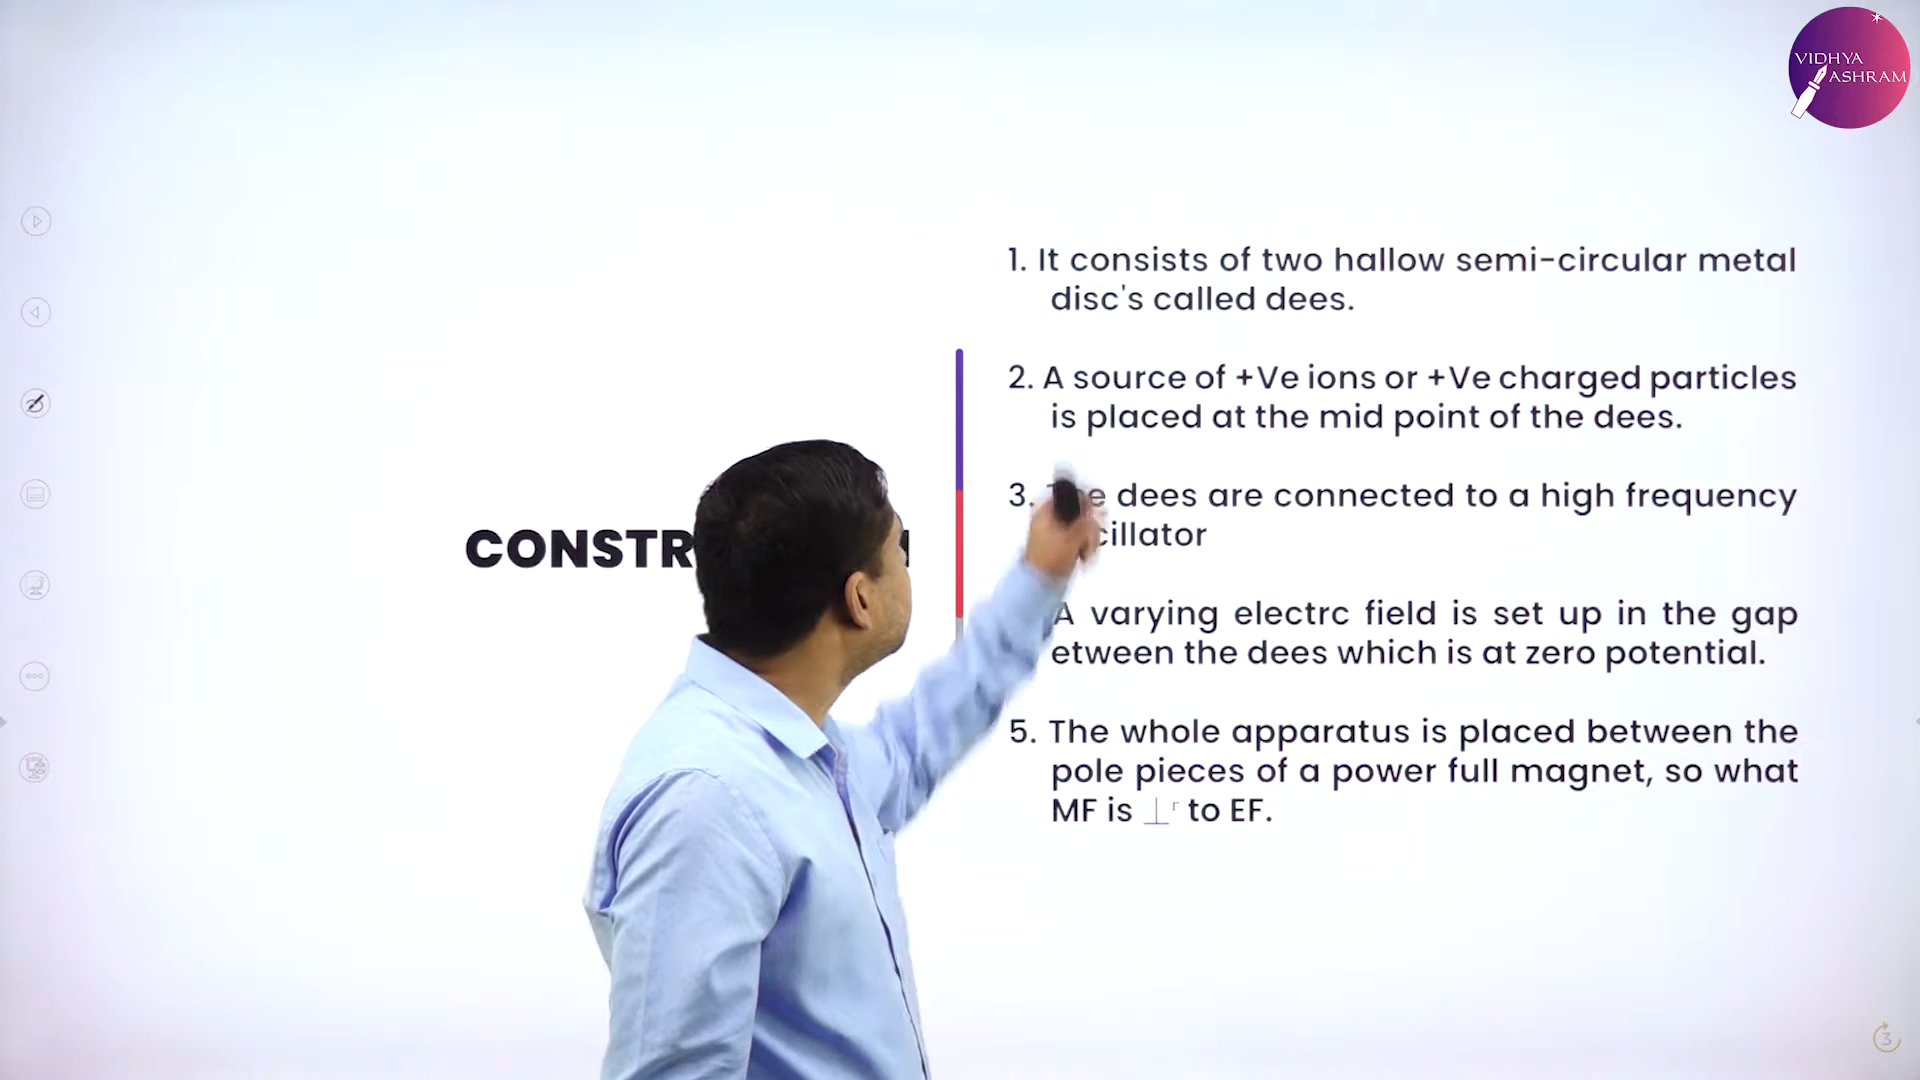 VIDHYA
ASHRAM
1. It consists of two hallow semi-circular metal
disc's called dees.
2. A source of +Ve ions or +Ve charged particles
is placed at the mid point of the dees.
3. dees are connected to a high frequency
cillator
CONSTR
A varying electrc field is set up in the gap
etween the dees which is at zero potential.
5. The whole apparatus is placed between the
pole pieces of a power full magnet, so what
MF is ⊥ʳ to EF.
3